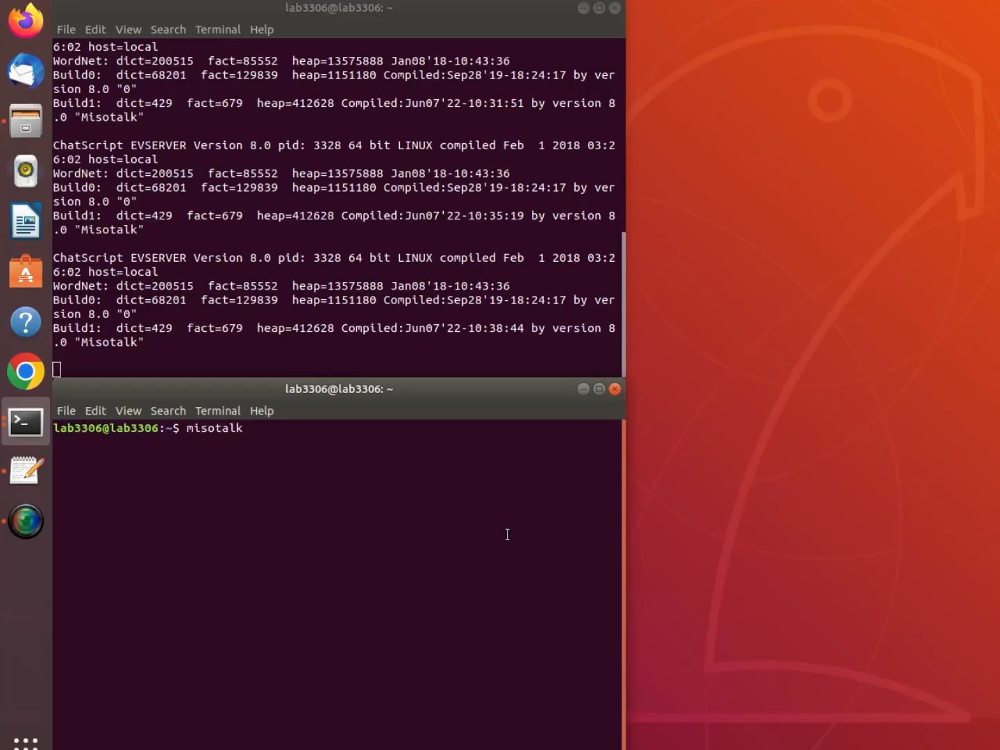 lab3306@lab3306: ~
File Edit View Search Terminal Help
6:02 host=local
WordNet: dict=200515  fact=85552  heap=13575888 Jan08'18-10:43:36
Build0:  dict=68201  fact=129839  heap=1151180 Compiled:Sep28'19-18:24:17 by ver
sion 8.0 "0"
Build1:  dict=429  fact=679  heap=412628 Compiled:Jun07'22-10:31:51 by version 8
.0 "Misotalk"
ChatScript EVSERVER Version 8.0 pid: 3328 64 bit LINUX compiled Feb  1 2018 03:2
6:02 host=local
WordNet: dict=200515  fact=85552  heap=13575888 Jan08'18-10:43:36
Build0:  dict=68201  fact=129839  heap=1151180 Compiled:Sep28'19-18:24:17 by ver
sion 8.0 "0"
Build1:  dict=429  fact=679  heap=412628 Compiled:Jun07'22-10:35:19 by version 8
.0 "Misotalk"
ChatScript EVSERVER Version 8.0 pid: 3328 64 bit LINUX compiled Feb  1 2018 03:2
6:02 host=local
WordNet: dict=200515  fact=85552  heap=13575888 Jan08'18-10:43:36
Build0:  dict=68201  fact=129839  heap=1151180 Compiled:Sep28'19-18:24:17 by ver
sion 8.0 "0"
Build1:  dict=429  fact=679  heap=412628 Compiled:Jun07'22-10:38:44 by version 8
.0 "Misotalk"
lab3306@lab3306: ~
File Edit View Search Terminal Help
lab3306@lab3306:~$ misotalk